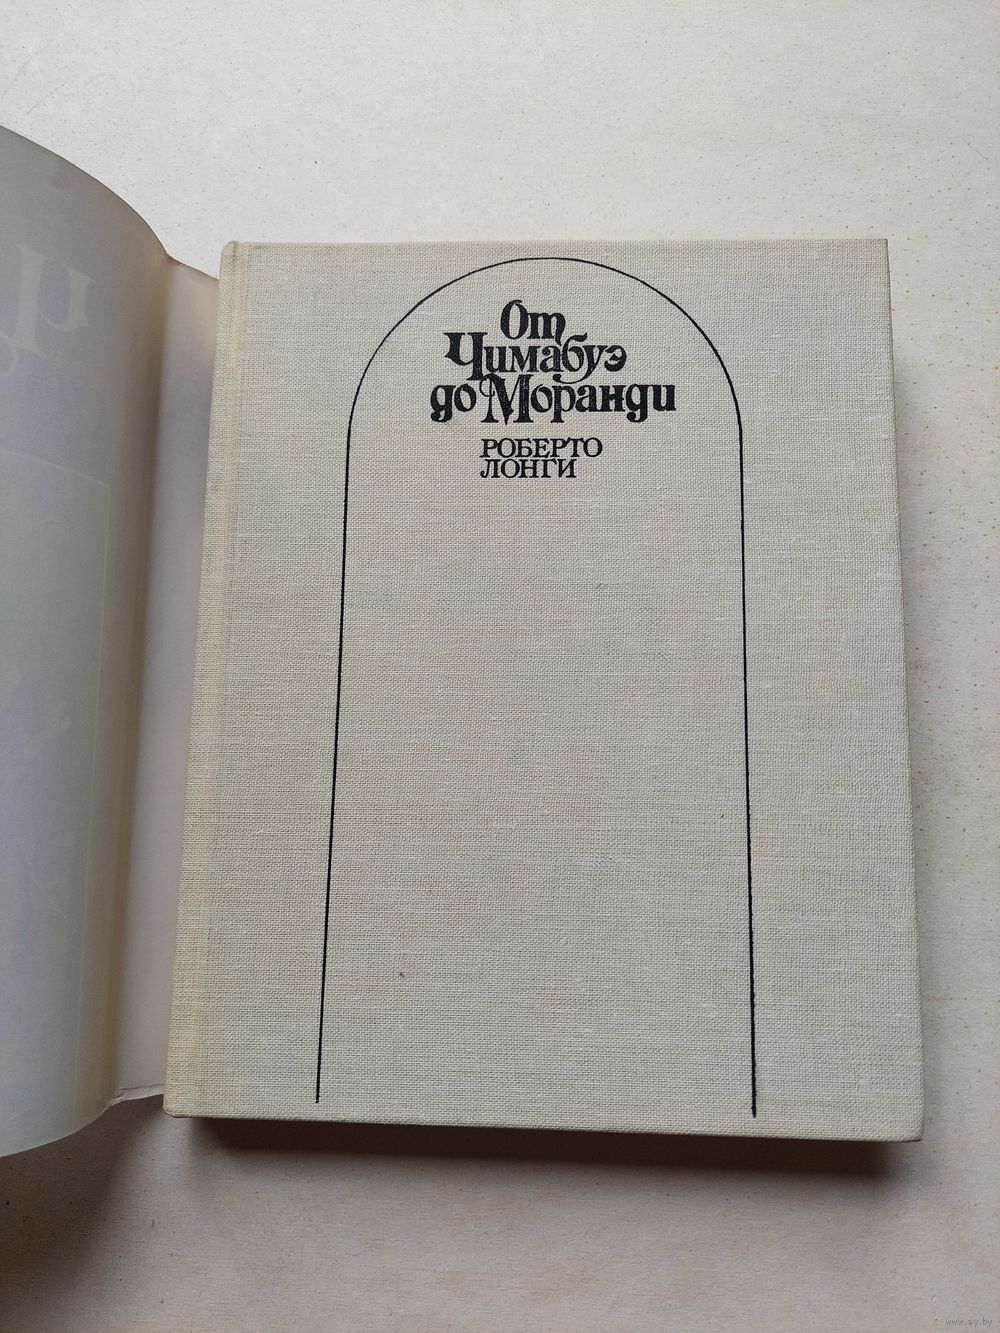 От
Чимабуэ
до Моранди
РОБЕРТО
ЛОНГИ
Ч
www.ay.by